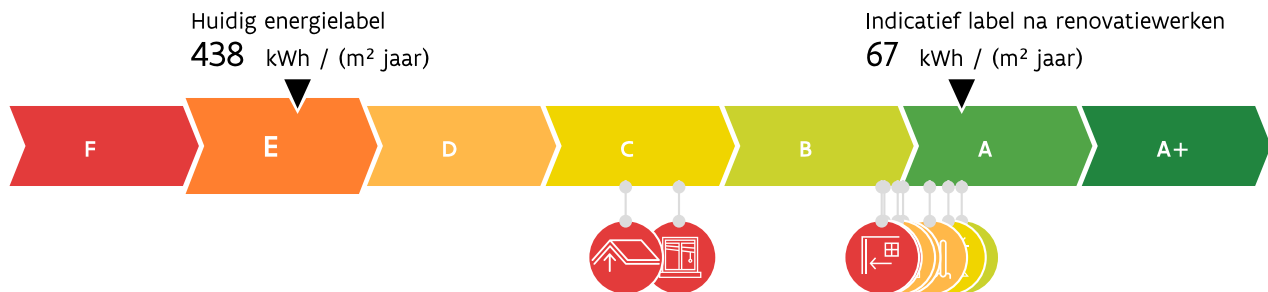 Huidig energielabel
438 kWh / (m² jaar)
Indicatief label na renovatiewerken
67 kWh / (m² jaar)
F E D C B A A+